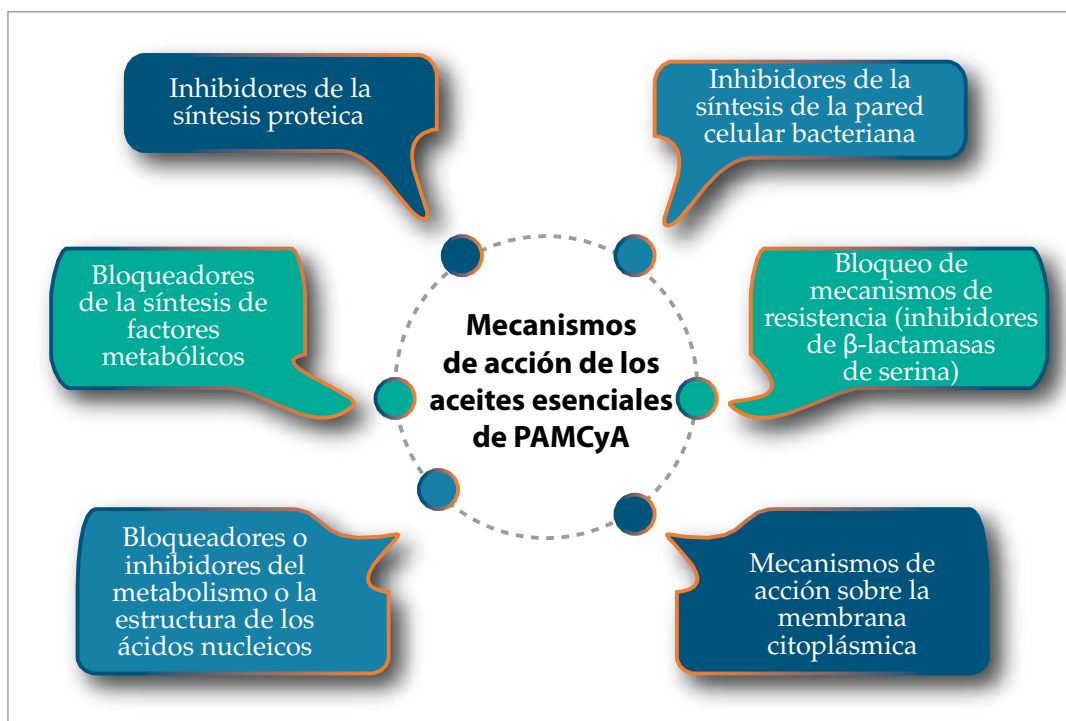 Inhibidores de la
síntesis proteica
Inhibidores de la
síntesis de la pared
celular bacteriana
Bloqueadores
de la síntesis de
factores
metabólicos
Mecanismos
de acción de los
aceites esenciales
de PAMCyA
Bloqueo de
mecanismos de
resistencia (inhibidores
de β-lactamasas
de serina)
Bloqueadores o
inhibidores del
metabolismo o la
estructura de los
ácidos nucleicos
Mecanismos de
acción sobre la
membrana
citoplásmica